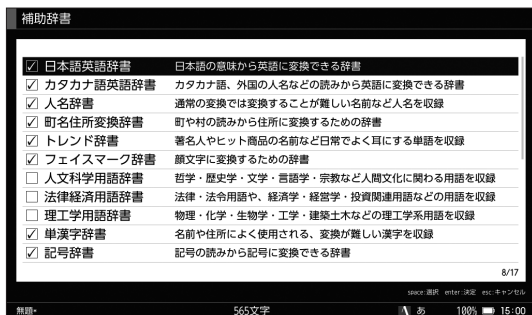 補助辞書
☑ 日本語英語辞書 日本語の意味から英語に変換できる辞書
☑ カタカナ語英語辞書 カタカナ語、外国の人名などの読みから英語に変換できる辞書
☑ 人名辞書 通常の変換では変換することが難しい名前など人名を収録
☑ 町名住所変換辞書 町や村の読みから住所に変換するための辞書
☑ トレンド辞書 著名人やヒット商品の名前など日常でよく耳にする単語を収録
☑ フェイスマーク辞書 顔文字に変換するための辞書
☐ 人文科学用語辞書 哲学・歴史学・文学・言語学・宗教など人間文化に関わる用語を収録
☐ 法律経済用語辞書 法律・法令用語や、経済学・経営学・投資関連用語などの用語を収録
☐ 理工学用語辞書 物理・化学・生物学・工学・建築土木などの理工学系用語を収録
☑ 単漢字辞書 名前や住所によく使用される、変換が難しい漢字を収録
☑ 記号辞書 記号の読みから記号に変換できる辞書
8/17
space:選択 enter:決定 esc:キャンセル
無題* 565文字 あ 100% 15:00